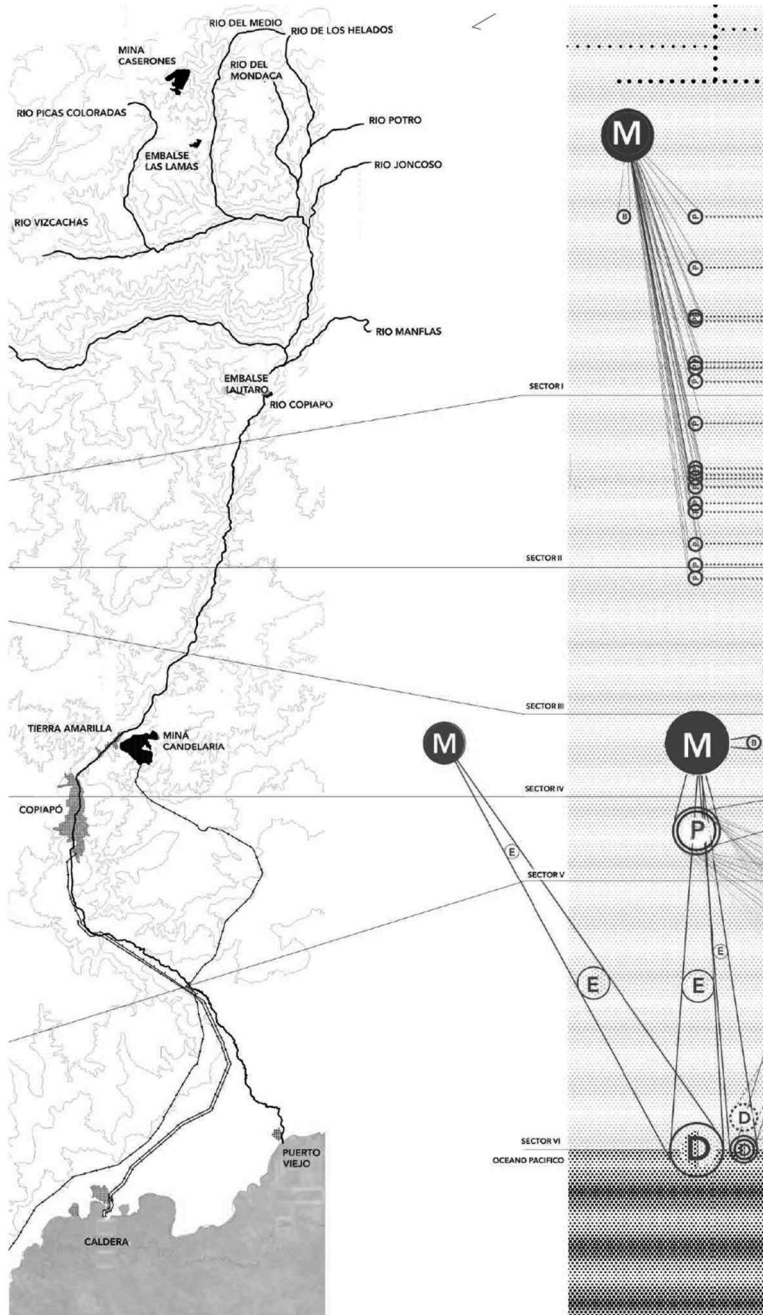 RIO DEL MEDIO
RIO DE LOS HELADOS
MINA
CASERONES
RIO DEL
MONDACA
RIO PICAS COLORADAS
RIO POTRO
EMBALSE
LAS LAMAS
RIO JONCOSO
RIO VIZCACHAS
RIO MANFLAS
EMBALSE
LAUTARO
RIO COPIAPO
SECTOR I
SECTOR II
SECTOR III
TIERRA AMARILLA
MINA
CANDELARIA
COPIAPÓ
SECTOR IV
SECTOR V
SECTOR VI
OCEANO PACIFICO
PUERTO
VIEJO
CALDERA
M
B
P
P
P
P
P
P
P
P
M
M
B
P
E
E
E
E
D
D
D